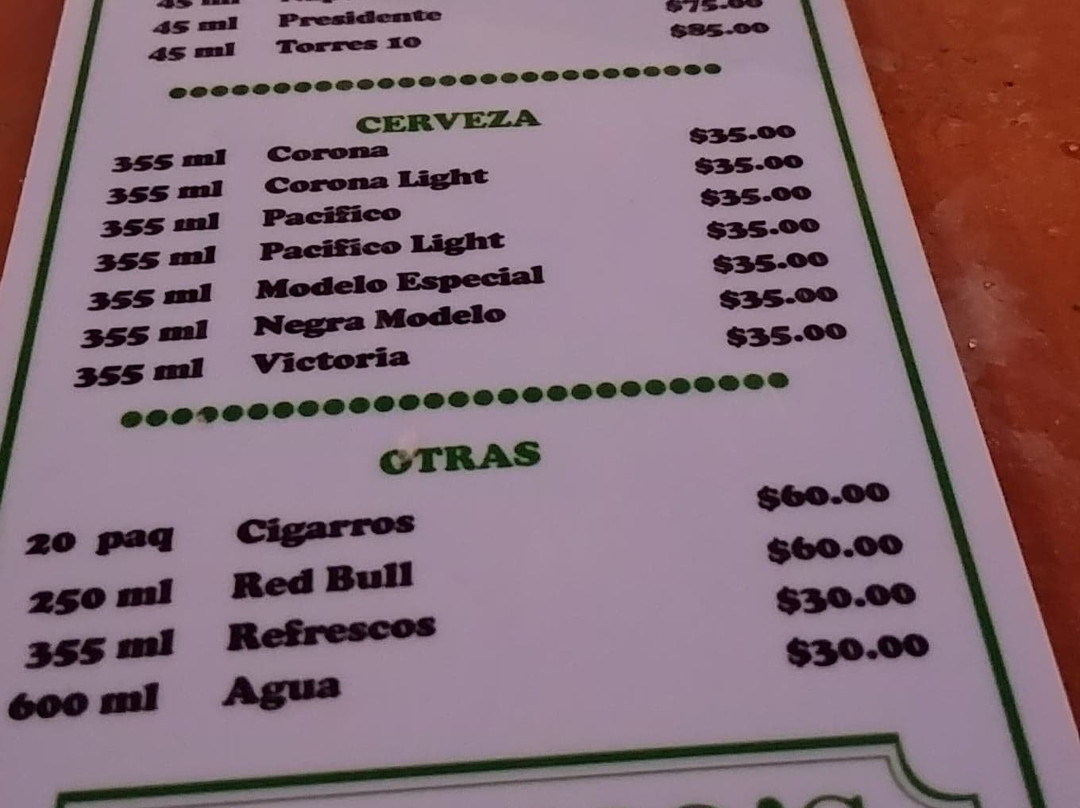 45 ml Presidente $75.00
45 ml Torres 10 $85.00
CERVEZA
355 ml Corona $35.00
355 ml Corona Light $35.00
355 ml Pacifico $35.00
355 ml Pacifico Light $35.00
355 ml Modelo Especial $35.00
355 ml Negra Modelo $35.00
355 ml Victoria $35.00
OTRAS
20 paq Cigarros $60.00
250 ml Red Bull $60.00
355 ml Refrescos $30.00
600 ml Agua $30.00